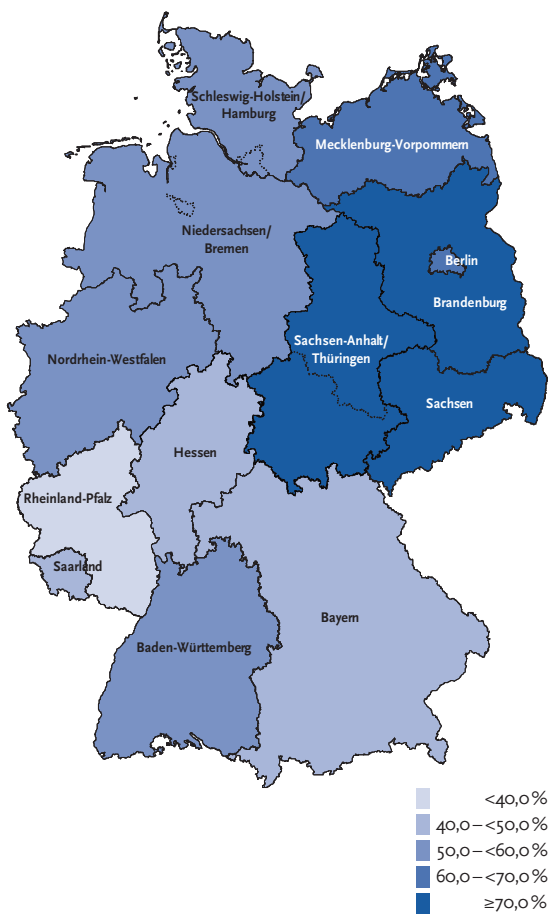 Schleswig-Holstein/
Hamburg
Mecklenburg-Vorpommern
Niedersachsen/
Bremen
Berlin
Brandenburg
Sachsen-Anhalt/
Thüringen
Nordrhein-Westfalen
Sachsen
Hessen
Rheinland-Pfalz
Saarland
Bayern
Baden-Württemberg
<40,0 %
40,0 – <50,0 %
50,0 – <60,0 %
60,0 – <70,0 %
≥70,0 %